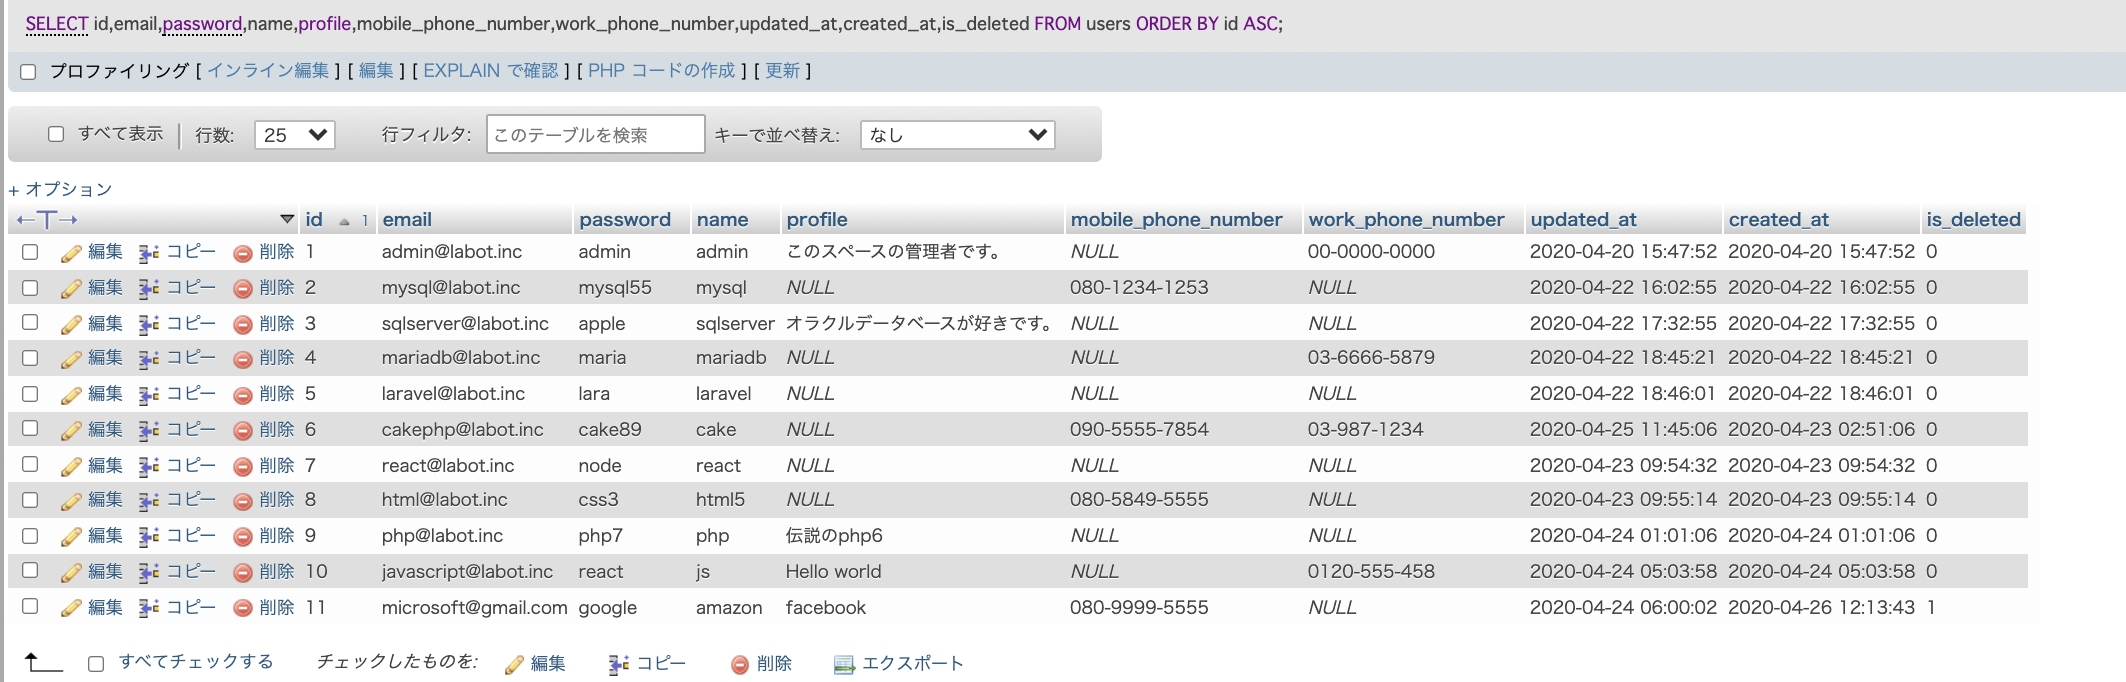 SELECT id,email,password,name,profile,mobile_phone_number,work_phone_number,updated_at,created_at,is_deleted FROM users ORDER BY id ASC;
プロファイリング [ インライン編集 ] [ 編集 ] [ EXPLAIN で確認 ] [ PHP コードの作成 ] [ 更新 ]
すべて表示 行数: 25 行フィルタ: このテーブルを検索 キーで並べ替え: なし
+ オプション
←T→ id 1 email password name profile mobile_phone_number work_phone_number updated_at created_at is_deleted
編集 コピー 削除 1 admin@labot.inc admin admin このスペースの管理者です。 NULL 00-0000-0000 2020-04-20 15:47:52 2020-04-20 15:47:52 0
編集 コピー 削除 2 mysql@labot.inc mysql55 mysql NULL 080-1234-1253 NULL 2020-04-22 16:02:55 2020-04-22 16:02:55 0
編集 コピー 削除 3 sqlserver@labot.inc apple sqlserver オラクルデータベースが好きです。 NULL NULL 2020-04-22 17:32:55 2020-04-22 17:32:55 0
編集 コピー 削除 4 mariadb@labot.inc maria mariadb NULL NULL 03-6666-5879 2020-04-22 18:45:21 2020-04-22 18:45:21 0
編集 コピー 削除 5 laravel@labot.inc lara laravel NULL NULL NULL 2020-04-22 18:46:01 2020-04-22 18:46:01 0
編集 コピー 削除 6 cakephp@labot.inc cake89 cake NULL 090-5555-7854 03-987-1234 2020-04-25 11:45:06 2020-04-23 02:51:06 0
編集 コピー 削除 7 react@labot.inc node react NULL NULL NULL 2020-04-23 09:54:32 2020-04-23 09:54:32 0
編集 コピー 削除 8 html@labot.inc css3 html5 NULL 080-5849-5555 NULL 2020-04-23 09:55:14 2020-04-23 09:55:14 0
編集 コピー 削除 9 php@labot.inc php7 php 伝説のphp6 NULL NULL 2020-04-24 01:01:06 2020-04-24 01:01:06 0
編集 コピー 削除 10 javascript@labot.inc react js Hello world NULL 0120-555-458 2020-04-24 05:03:58 2020-04-24 05:03:58 0
編集 コピー 削除 11 microsoft@gmail.com google amazon facebook 080-9999-5555 NULL 2020-04-24 06:00:02 2020-04-26 12:13:43 1
すべてチェックする チェックしたものを: 編集 コピー 削除 エクスポート